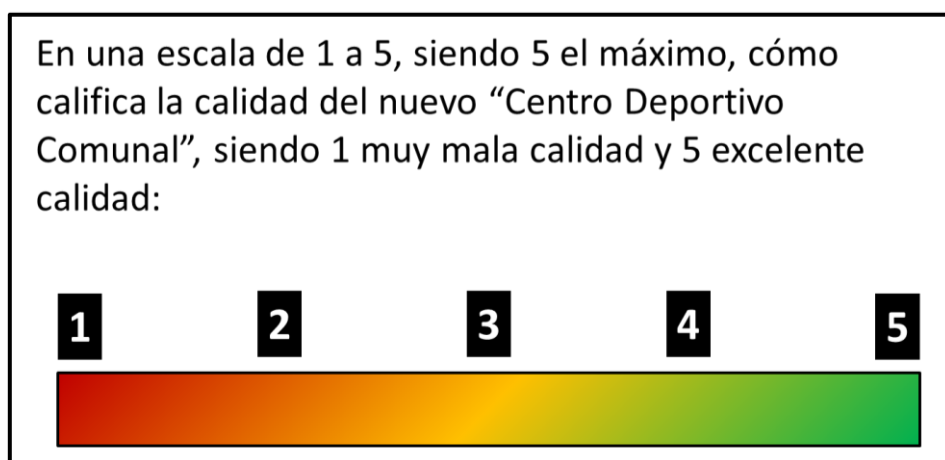 En una escala de 1 a 5, siendo 5 el máximo, cómo
califica la calidad del nuevo “Centro Deportivo
Comunal”, siendo 1 muy mala calidad y 5 excelente
calidad:
1 2 3 4 5